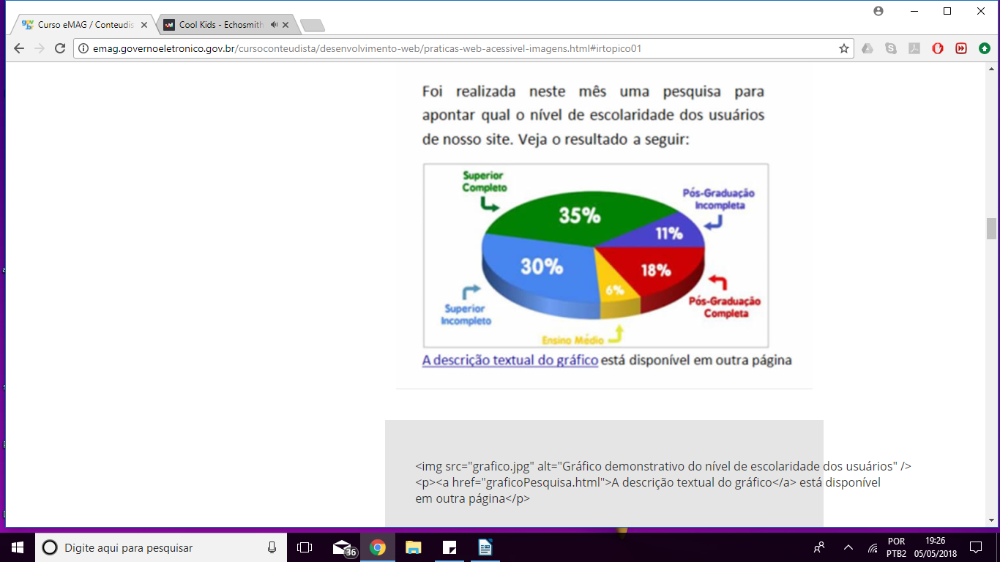 Curso eMAG / Conteudis
Cool Kids - Echosmith
emag.governoeletronico.gov.br/cursoconteudista/desenvolvimento-web/praticas-web-acessivel-imagens.html#irtopico01
Foi realizada neste mês uma pesquisa para
apontar qual o nível de escolaridade dos usuários
de nosso site. Veja o resultado a seguir:
Superior
Completo
Pós-Graduação
Incompleta
35%
11%
30%
18%
6%
Superior
Incompleto
Pós-Graduação
Completa
Ensino Médio
A descrição textual do gráfico está disponível em outra página
<img src="grafico.jpg" alt="Gráfico demonstrativo do nível de escolaridade dos usuários" />
<p><a href="graficoPesquisa.html">A descrição textual do gráfico</a> está disponível
em outra página</p>
Digite aqui para pesquisar
36
POR
PTB2
19:26
05/05/2018